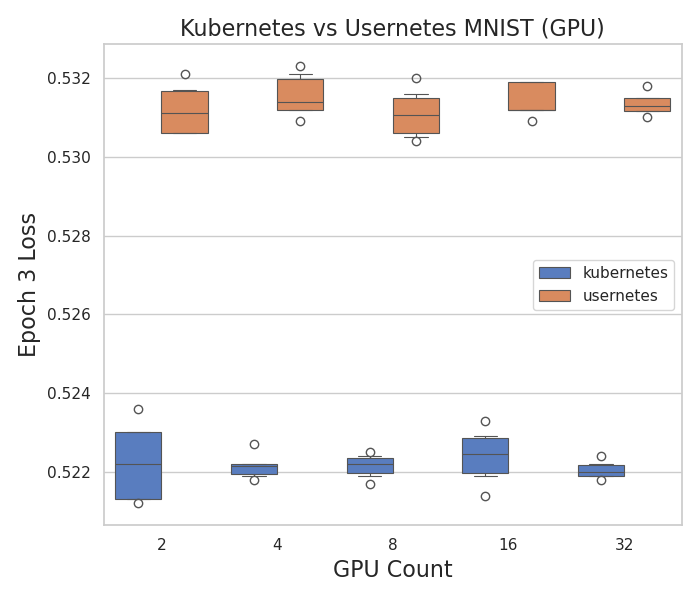 Kubernetes vs Usernetes MNIST (GPU)
0.532
0.530
0.528
0.526
0.524
0.522
Epoch 3 Loss
kubernetes
usernetes
2 4 8 16 32
GPU Count